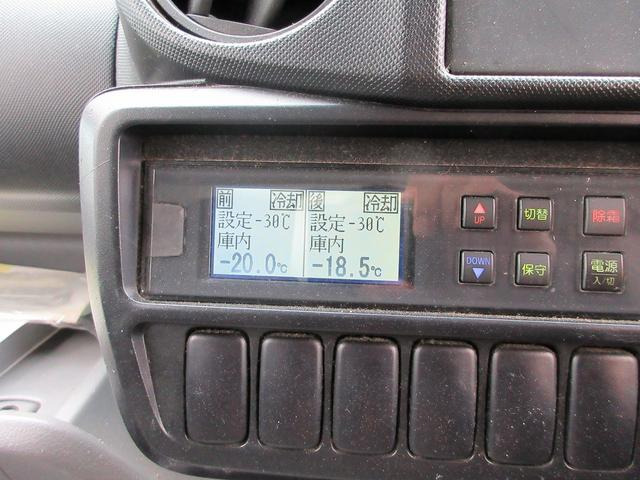 前 冷却 後 冷却
設定-30℃ 設定-30℃
庫内 庫内
-20.0℃ -18.5℃
UP 切替 除霜
DOWN 保守 電源
入/切